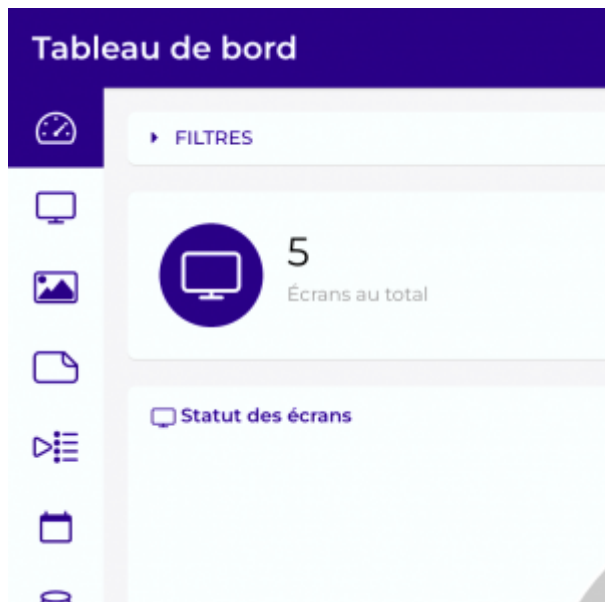 Tableau de bord
FILTRES
5
Écrans au total
Statut des écrans